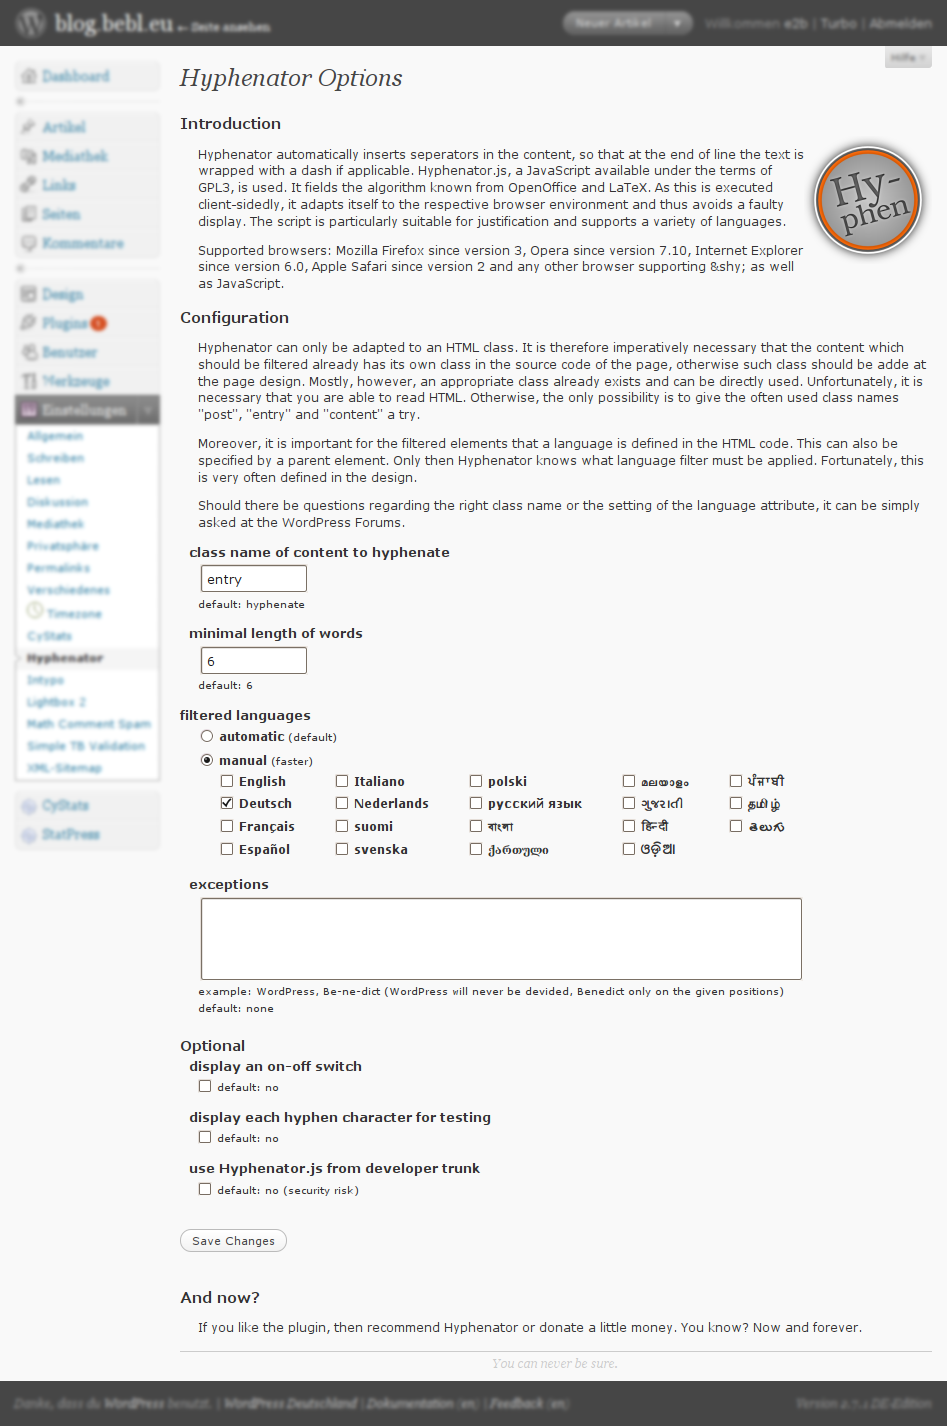 blog.bebl.eu ← Seite ansehen
Neuer Artikel
Willkommen e2b | Turbo | Abmelden
Hilfe
Dashboard
Artikel
Mediathek
Links
Seiten
Kommentare
Design
Plugins
Benutzer
Werkzeuge
Einstellungen
Allgemein
Schreiben
Lesen
Diskussion
Mediathek
Privatsphäre
Permalinks
Verschiedenes
Timezone
CyStats
Hyphenator
Intypo
Lightbox 2
Math Comment Spam
Simple TB Validation
XML-Sitemap
CyStats
StatPress
Hyphenator Options
Introduction
Hyphenator automatically inserts seperators in the content, so that at the end of line the text is
wrapped with a dash if applicable. Hyphenator.js, a JavaScript available under the terms of
GPL3, is used. It fields the algorithm known from OpenOffice and LaTeX. As this is executed
client-sidedly, it adapts itself to the respective browser environment and thus avoids a faulty
display. The script is particularly suitable for justification and supports a variety of languages.
Hy-
phen
Supported browsers: Mozilla Firefox since version 3, Opera since version 7.10, Internet Explorer
since version 6.0, Apple Safari since version 2 and any other browser supporting &shy; as well
as JavaScript.
Configuration
Hyphenator can only be adapted to an HTML class. It is therefore imperatively necessary that the content which
should be filtered already has its own class in the source code of the page, otherwise such class should be adde at
the page design. Mostly, however, an appropriate class already exists and can be directly used. Unfortunately, it is
necessary that you are able to read HTML. Otherwise, the only possibility is to give the often used class names
"post", "entry" and "content" a try.
Moreover, it is important for the filtered elements that a language is defined in the HTML code. This can also be
specified by a parent element. Only then Hyphenator knows what language filter must be applied. Fortunately, this
is very often defined in the design.
Should there be questions regarding the right class name or the setting of the language attribute, it can be simply
asked at the WordPress Forums.
class name of content to hyphenate
entry
default: hyphenate
minimal length of words
6
default: 6
filtered languages
automatic (default)
manual (faster)
English Italiano polski മലയാളം ਪੰਜਾਬੀ
Deutsch Nederlands русский язык ગુજરાતી தமிழ்
Français suomi বাংলা हिन्दी తెలుగు
Español svenska ქართული ଓଡ଼ିଆ
exceptions
example: WordPress, Be-ne-dict (WordPress will never be devided, Benedict only on the given positions)
default: none
Optional
display an on-off switch
default: no
display each hyphen character for testing
default: no
use Hyphenator.js from developer trunk
default: no (security risk)
Save Changes
And now?
If you like the plugin, then recommend Hyphenator or donate a little money. You know? Now and forever.
You can never be sure.
Danke, dass du WordPress benutzt. | WordPress Deutschland | Dokumentation (en) | Feedback (en)
Version 2.7.1 DE-Edition